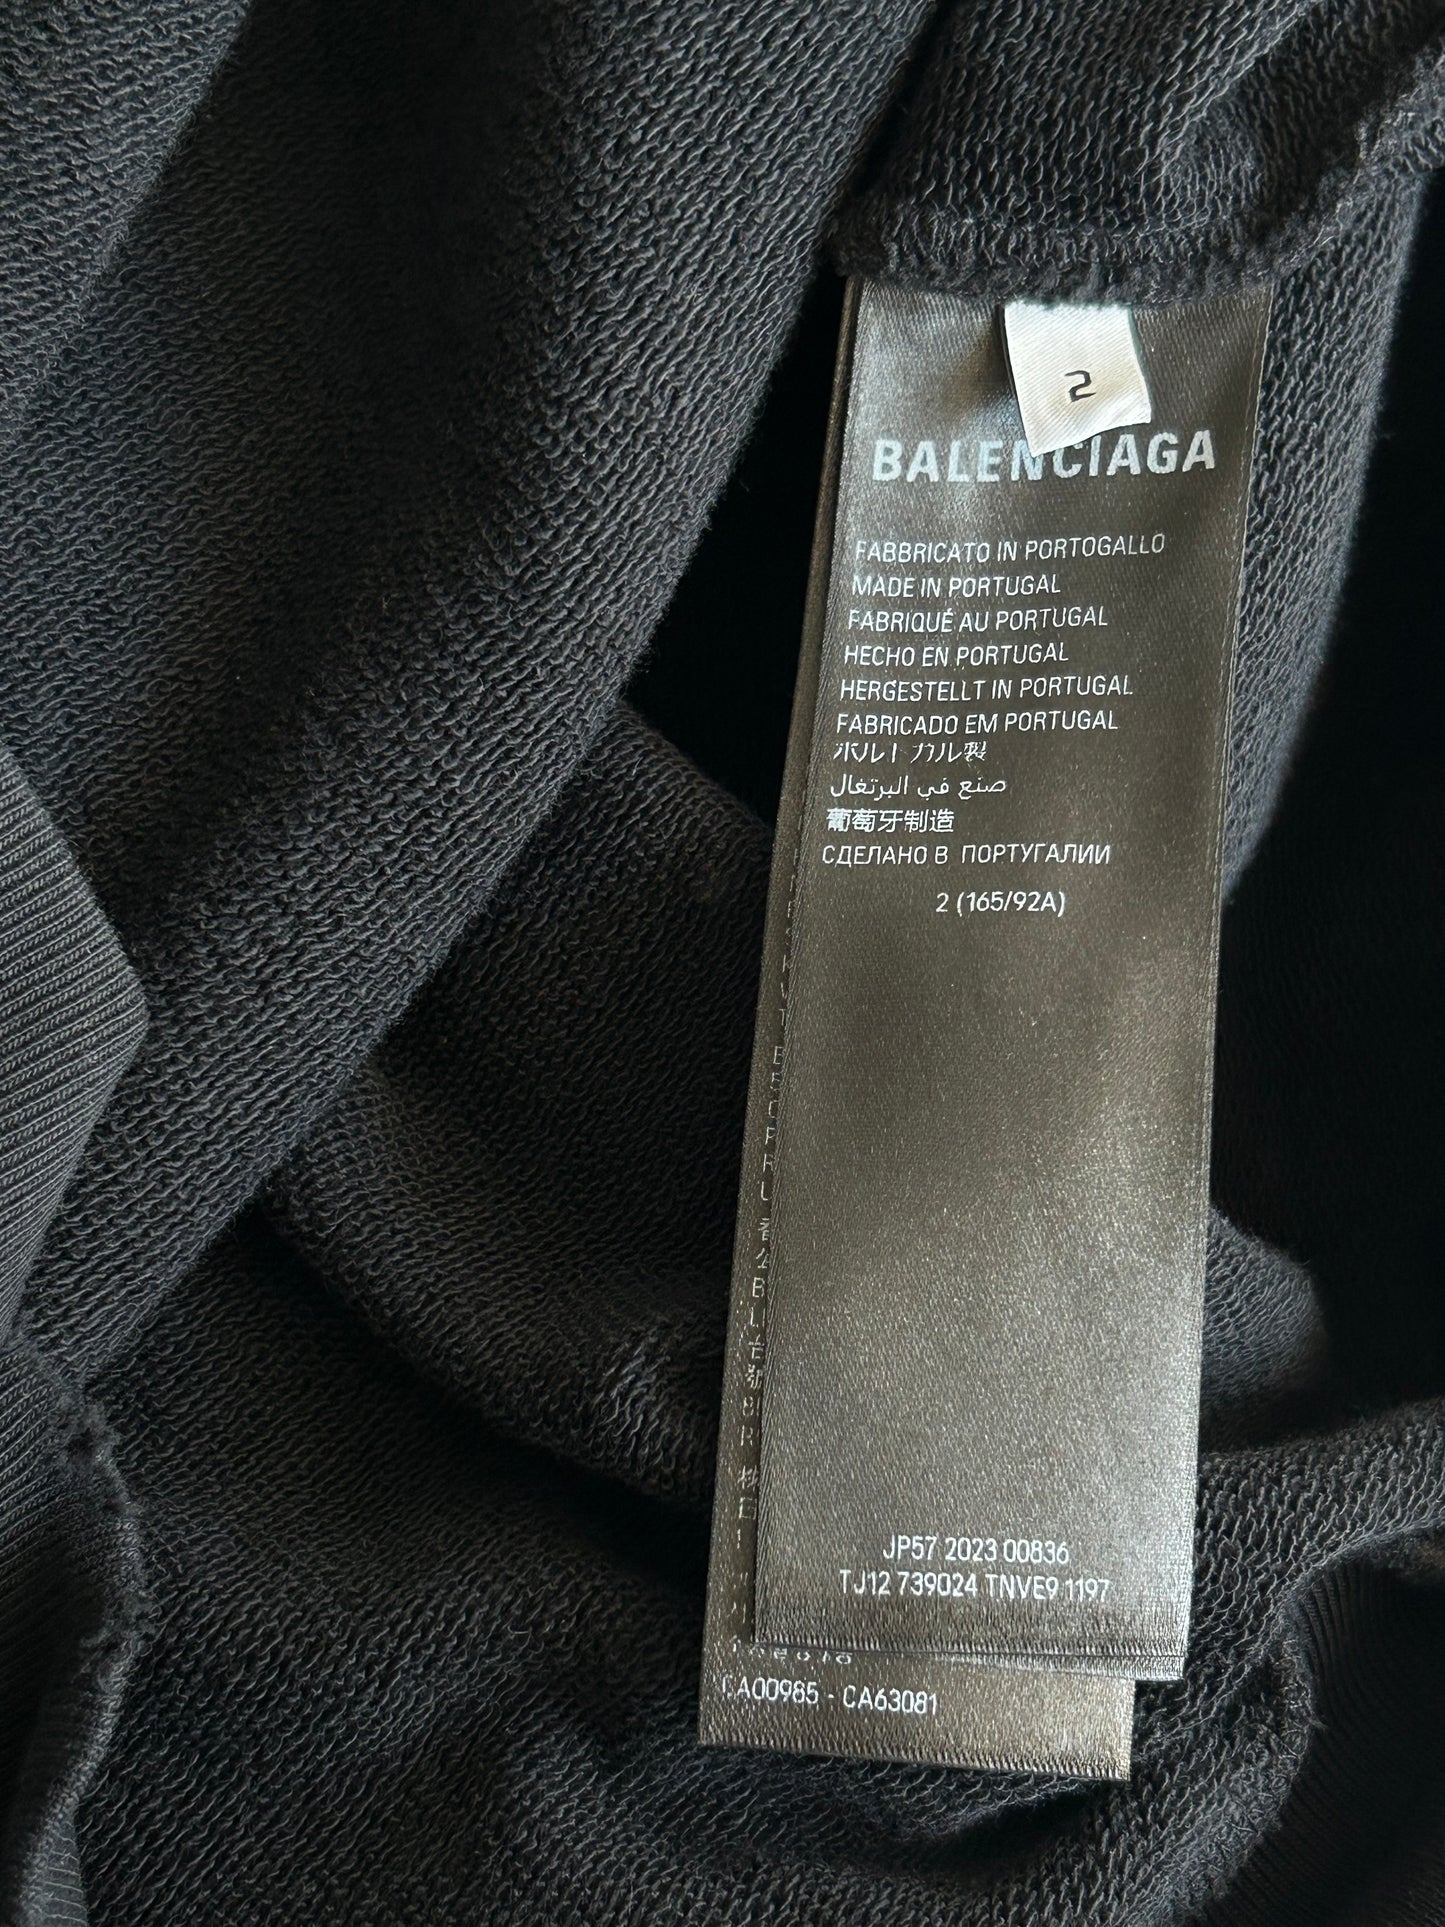 2
BALENCIAGA
FABBRICATO IN PORTOGALLO
MADE IN PORTUGAL
FABRIQUÉ AU PORTUGAL
HECHO EN PORTUGAL
HERGESTELLT IN PORTUGAL
FABRICADO EM PORTUGAL
ポルトガル製
صنع في البرتغال
葡萄牙制造
СДЕЛАНО В ПОРТУГАЛИИ
2 (165/92A)
JP57 2023 00836
TJ12 739024 TNVE9 1197
CA00985 - CA63081